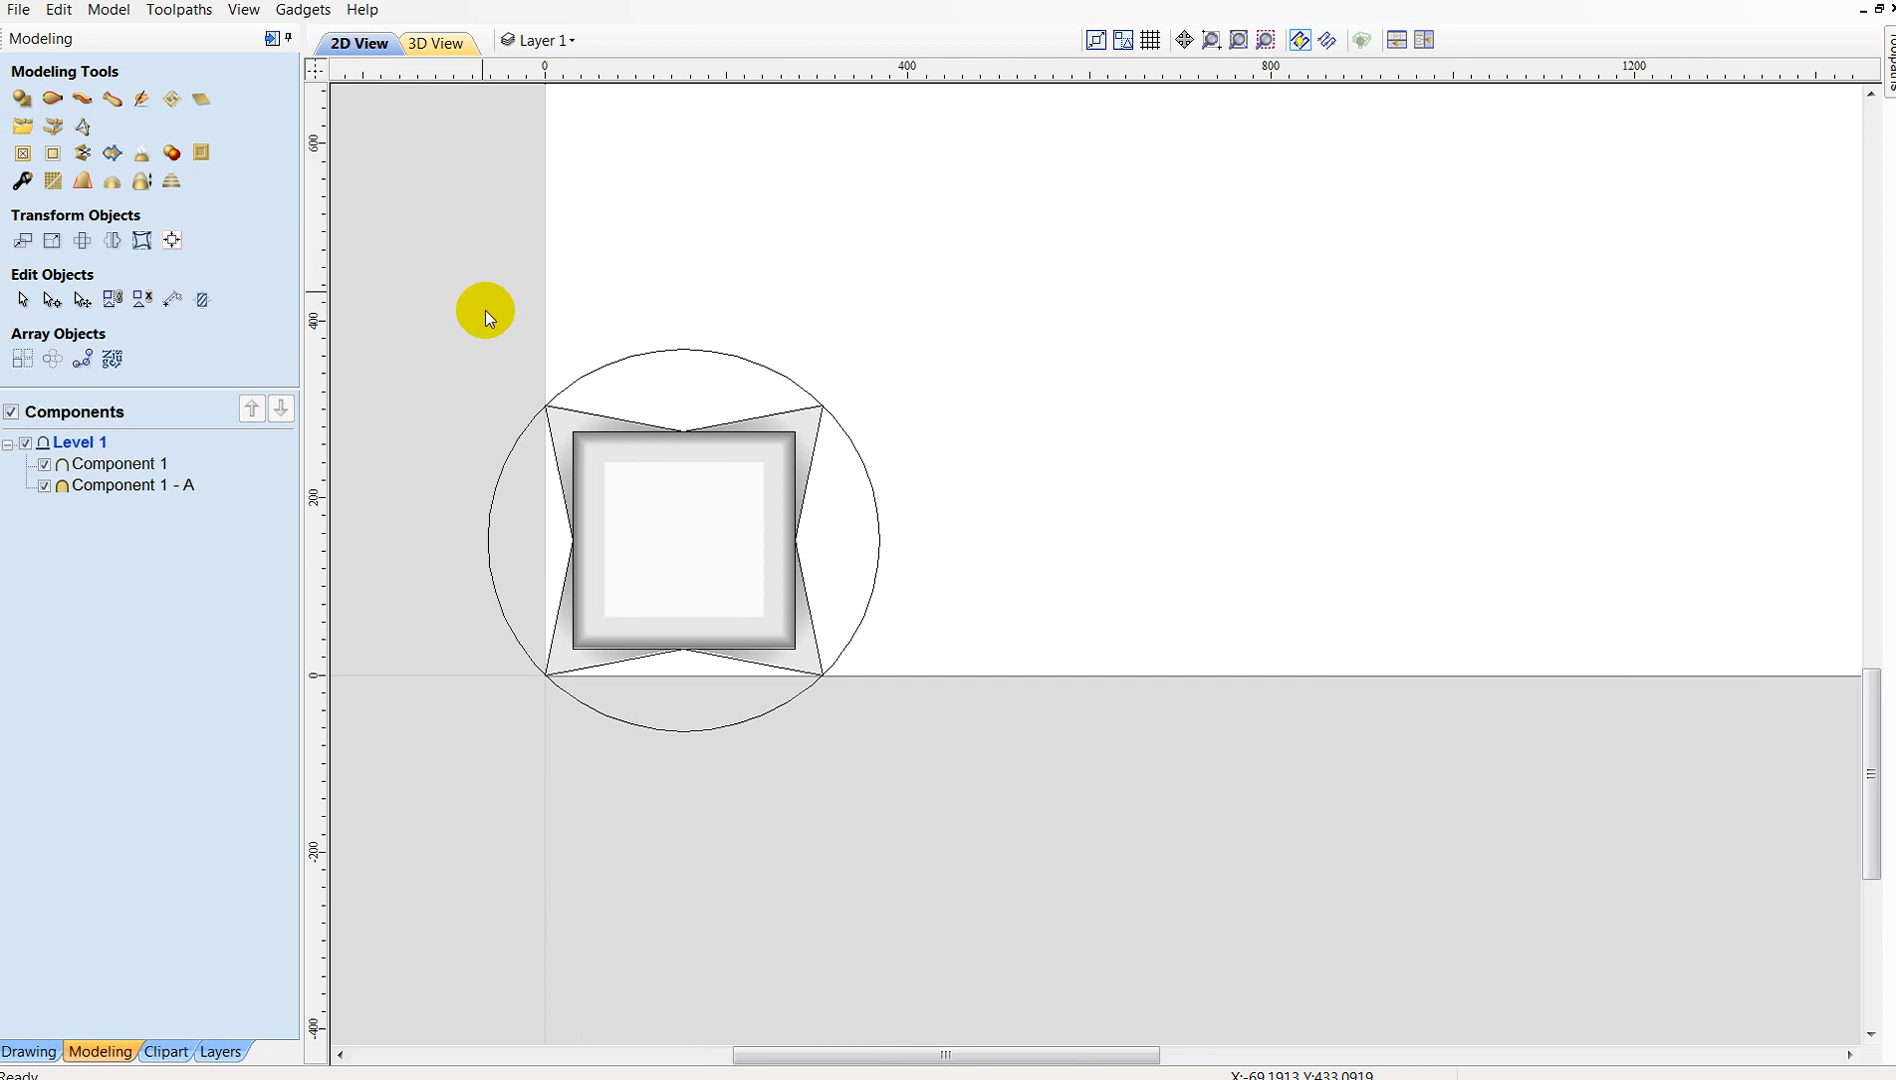 File Edit Model Toolpaths View Gadgets Help
Modeling
2D View 3D View Layer 1
0 400 800 1200
Modeling Tools
Transform Objects
Edit Objects
Array Objects
Components
Level 1
Component 1
Component 1 - A
600
400
200
0
-200
-400
Drawing Modeling Clipart Layers
Ready
X:-69.1913 Y:433.0919